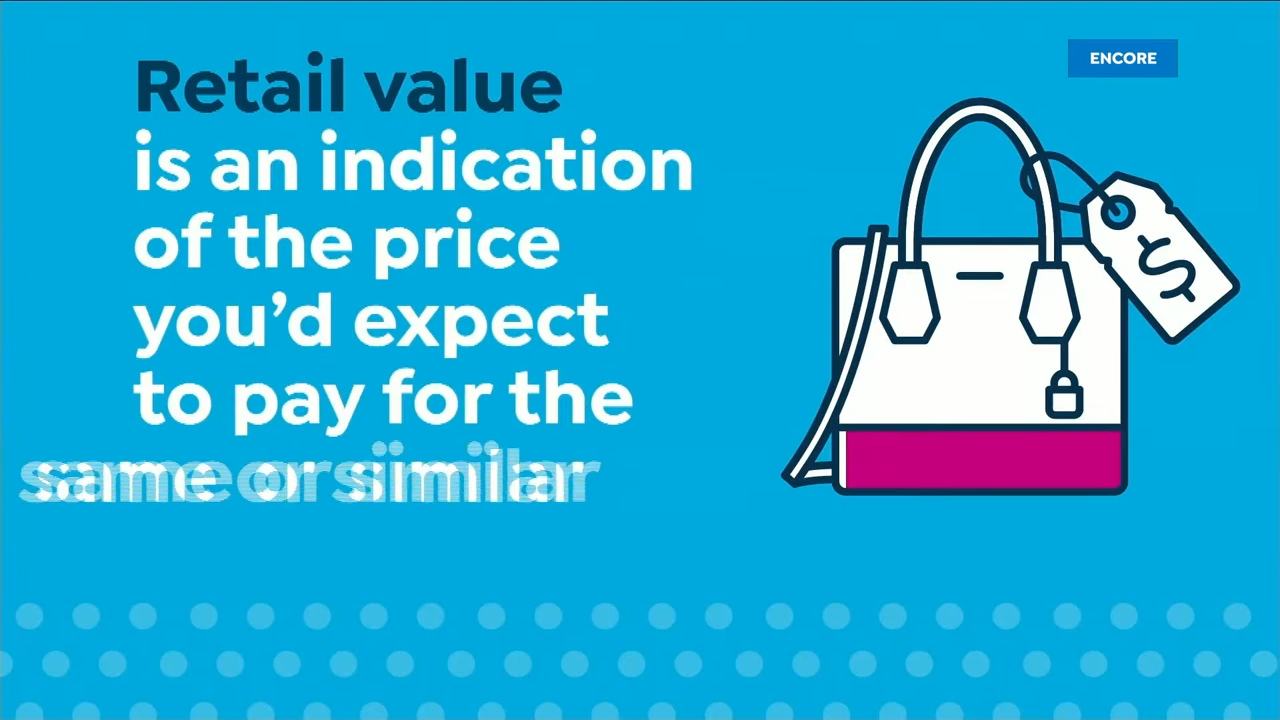 ENCORE
Retail value
is an indication
of the price
you’d expect
to pay for the
same or similar
$